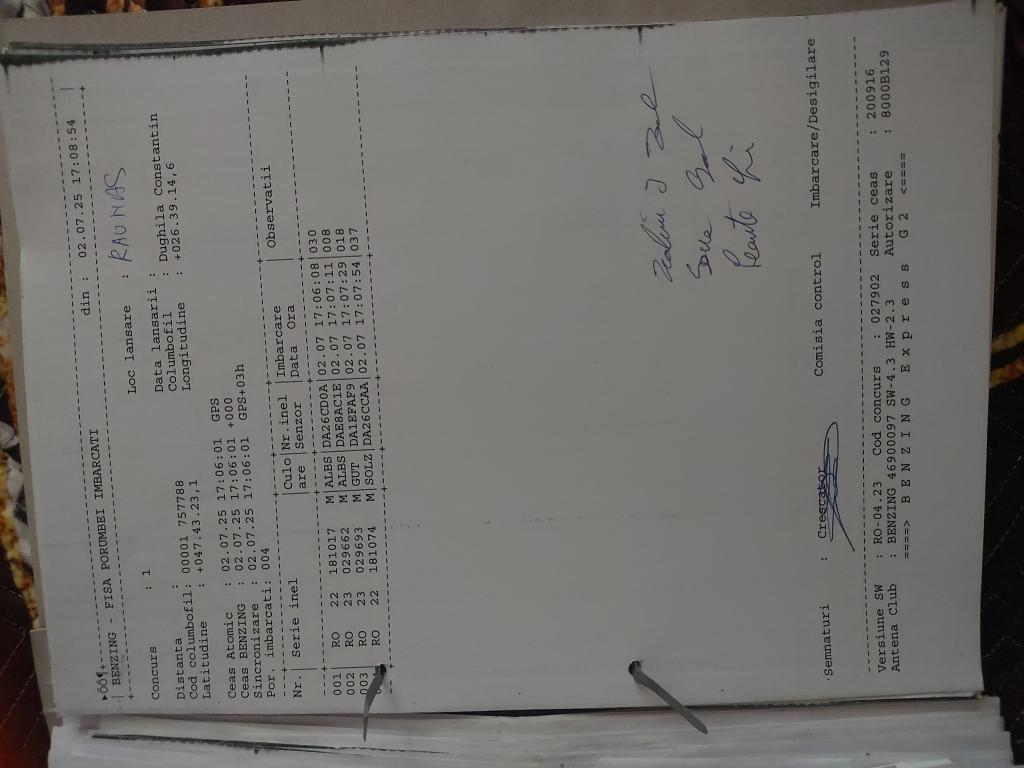 ▸60¶
| BENZING - FISA PORUMBEI IMBARCATI din : 02.07.25 17:08:54 |
Concurs : 1 Loc lansare : RAUNAS
Distanta : Data lansarii :
Cod columbofil: 00001 757788 Columbofil : Dughila Constantin
Latitudine : +047.43.23,1 Longitudine : +026.39.14,6
Ceas Atomic : 02.07.25 17:06:01 GPS
Ceas BENZING : 02.07.25 17:06:01 +000
Sincronizare : 02.07.25 17:06:01 GPS+03h
Por. imbarcati: 004
Nr. | Serie inel | Culo | Nr inel | Imbarcare | Observatii
are | Senzor | Data Ora |
001 | RO 22 181017 M | ALBS | DA26CD0A | 02.07 17:06:08 | 030
002 | RO 23 029662 M | ALBS | DAE8AC1E | 02.07 17:07:11 | 008
003 | RO 23 029693 M | GUT | DA1EFAF9 | 02.07 17:07:29 | 018
RO 22 181074 M | SOLZ | DA26CCAA | 02.07 17:07:54 | 037
Semnaturi : Crescator Comisia control Imbarcare/Desigilare
Versiune SW : RO-04.23 Cod concurs : 027902 Serie ceas : 200916
Antena Club : BENZING 46900097 SW-4.3 HW-2.3 Autorizare : 8000B129
====> B E N Z I N G E x p r e s s G 2 <====